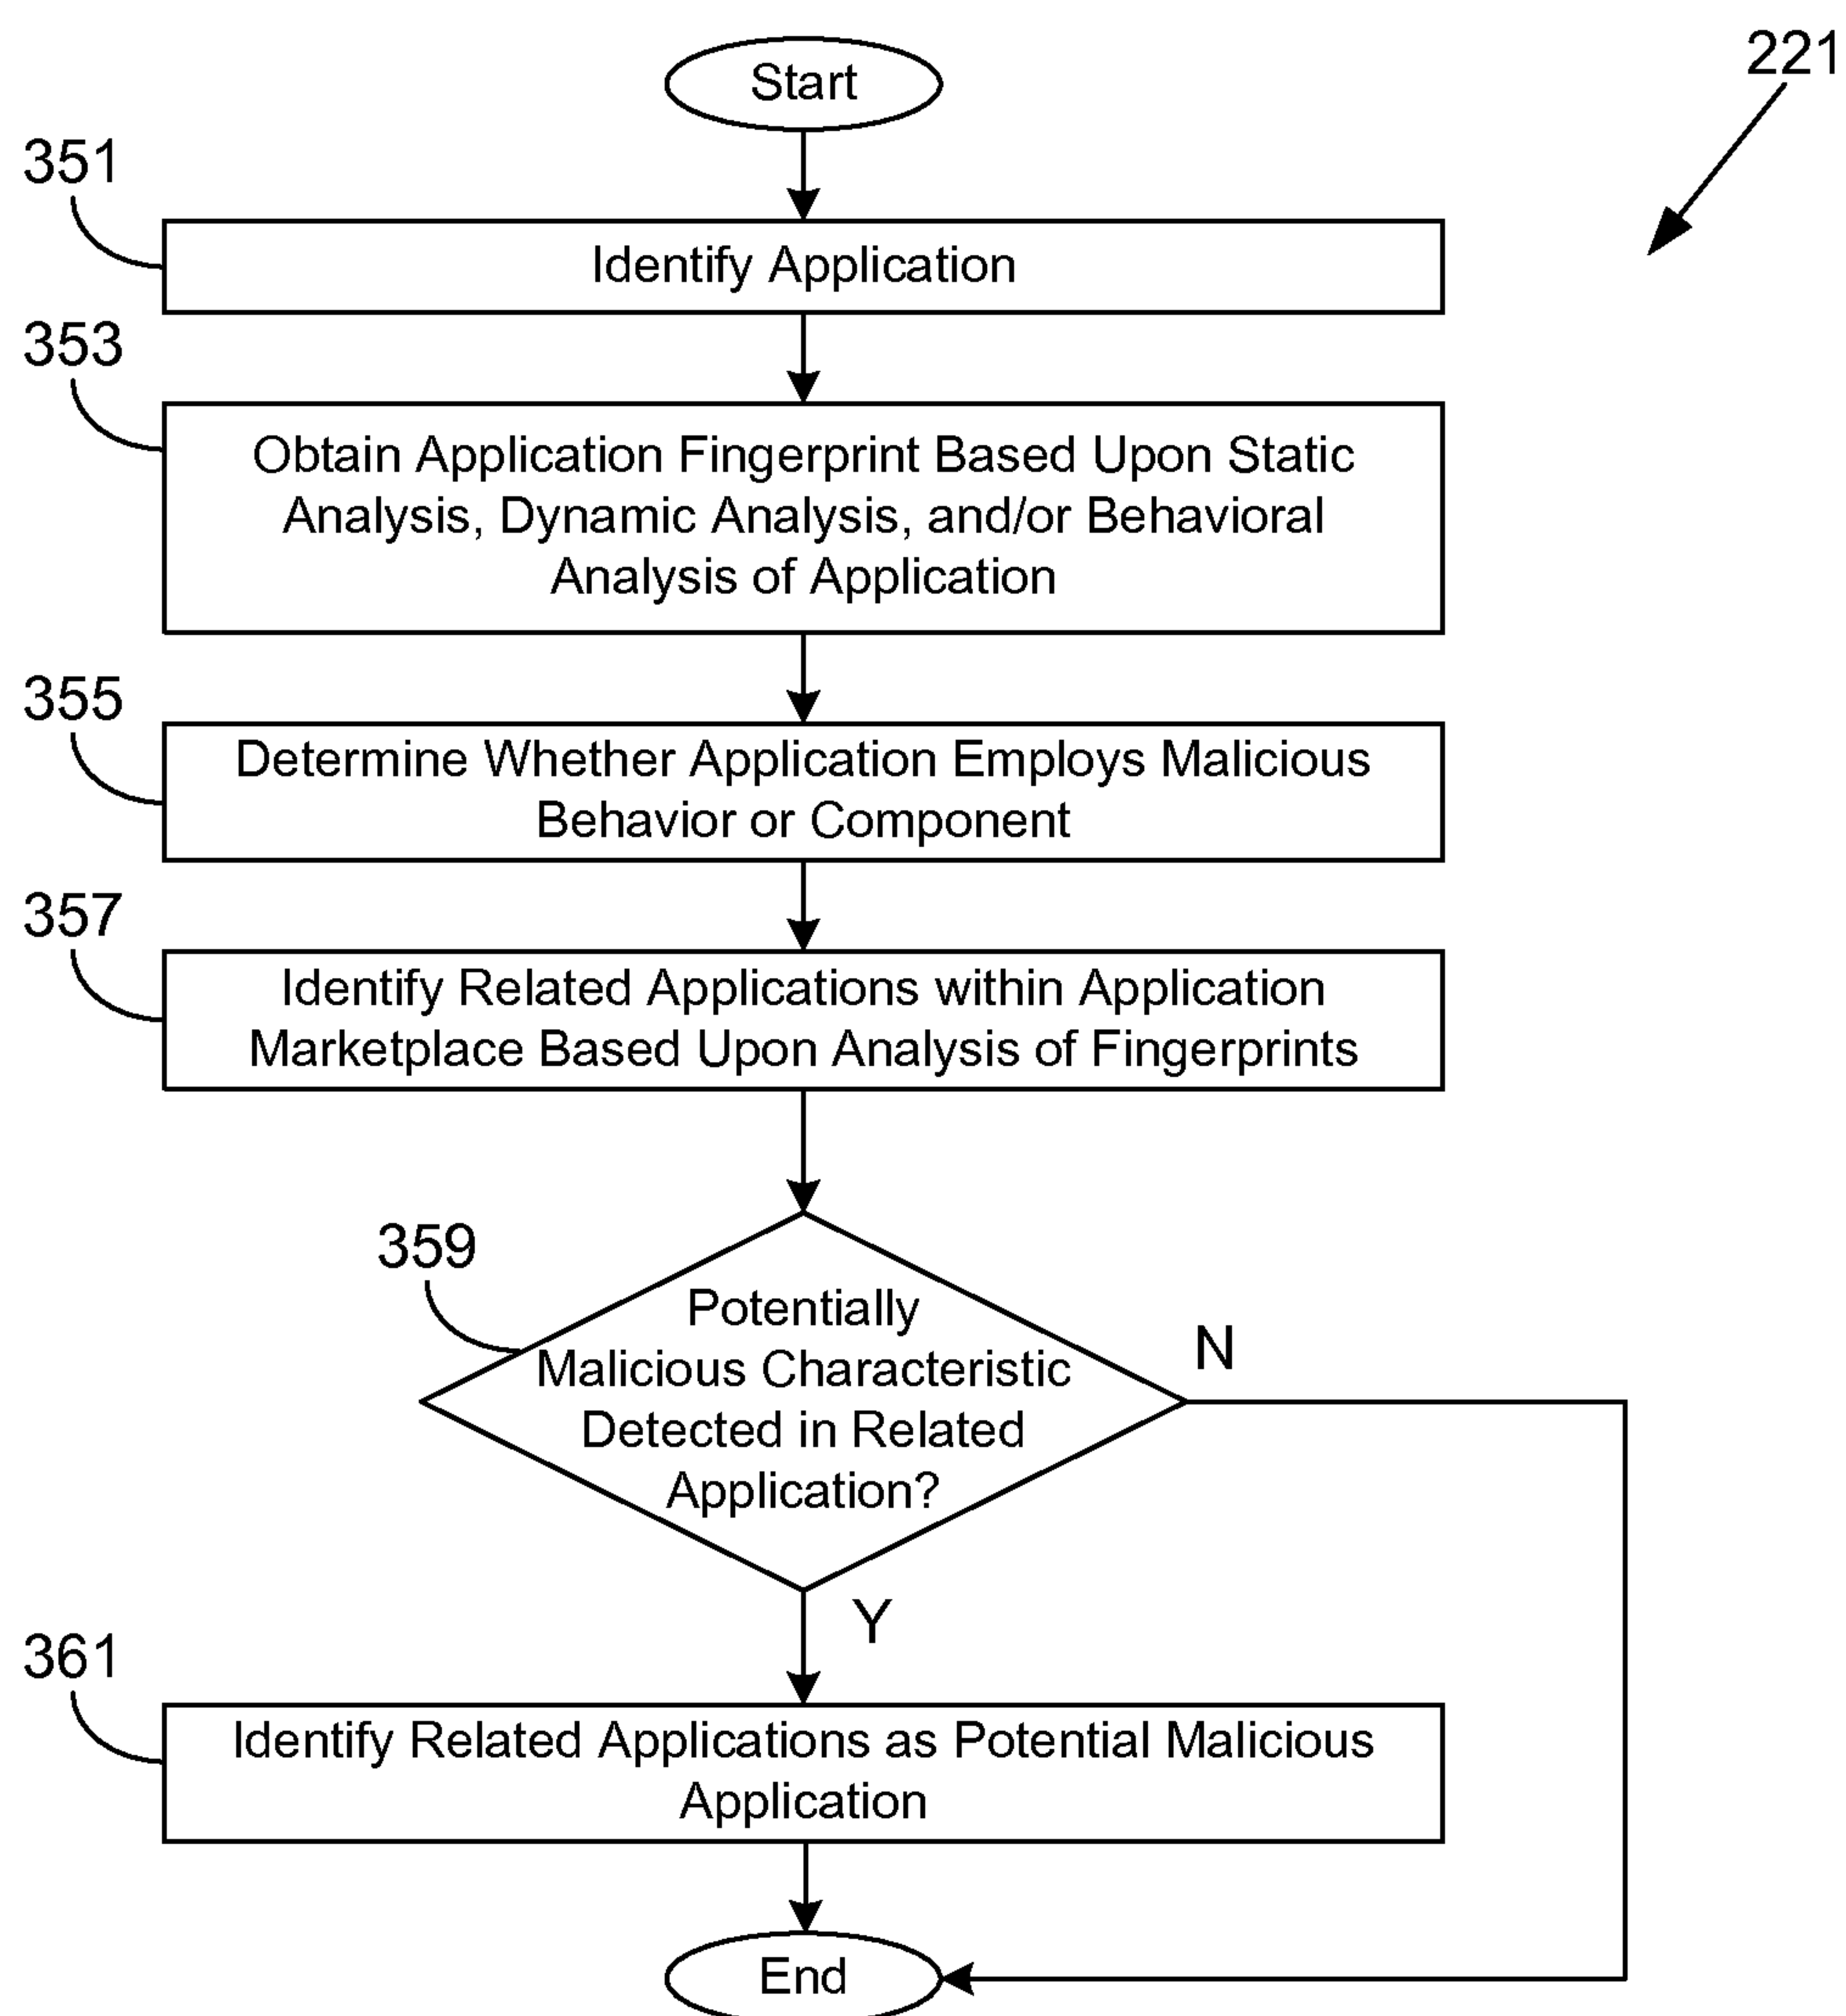 Start
221
351
Identify Application
353
Obtain Application Fingerprint Based Upon Static
Analysis, Dynamic Analysis, and/or Behavioral
Analysis of Application
355
Determine Whether Application Employs Malicious
Behavior or Component
357
Identify Related Applications within Application
Marketplace Based Upon Analysis of Fingerprints
359
Potentially
Malicious Characteristic
Detected in Related
Application?
N
Y
361
Identify Related Applications as Potential Malicious
Application
End